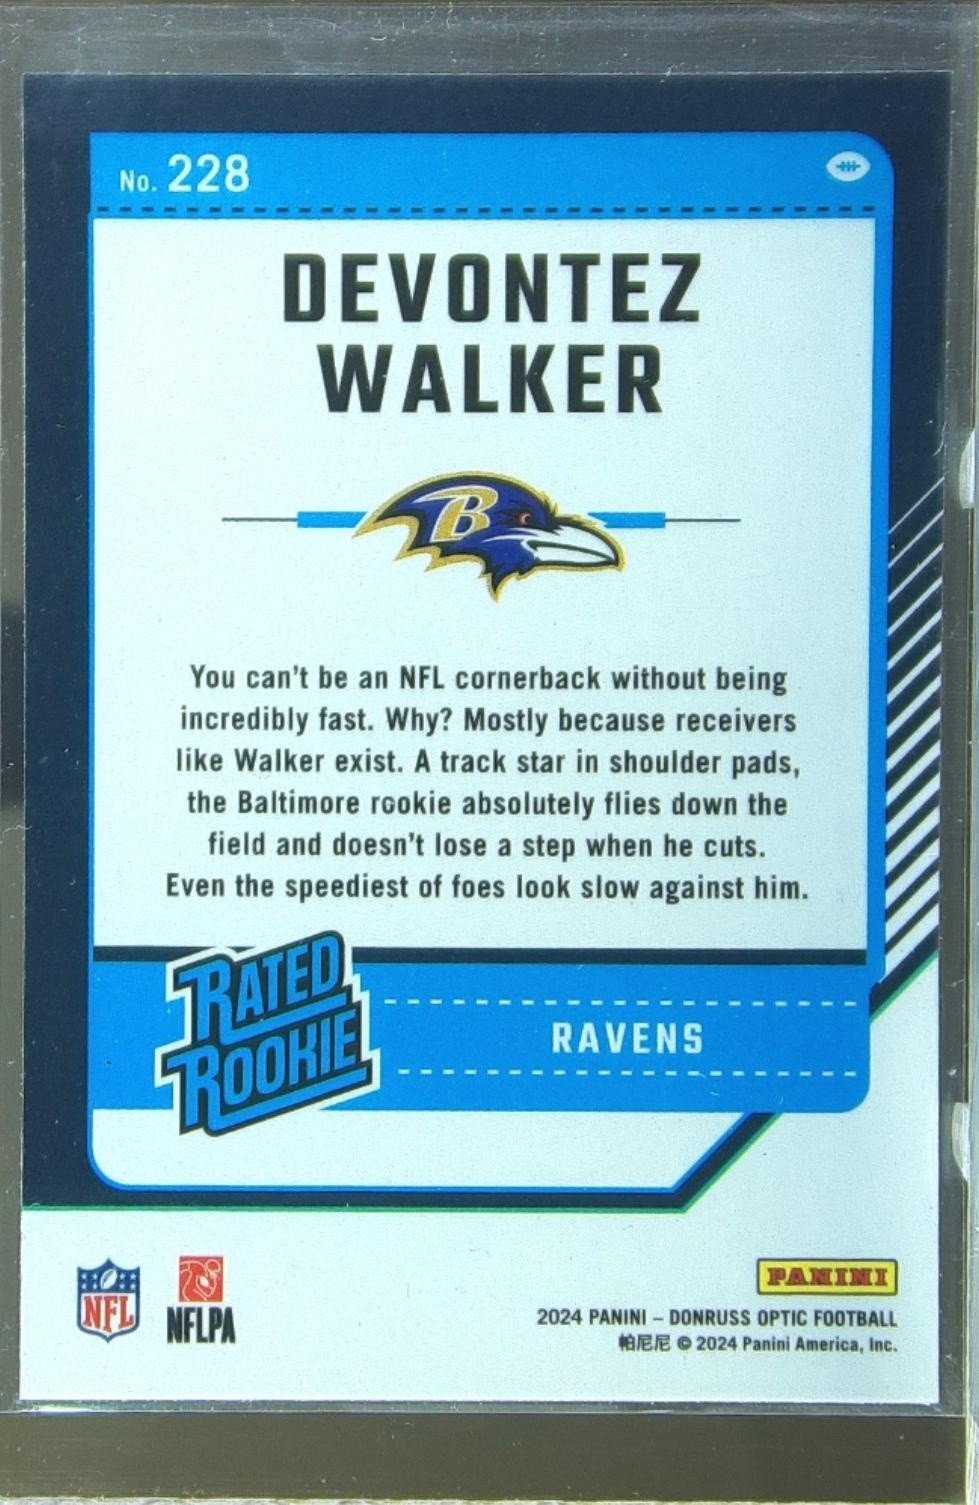 No. 228
DEVONTEZ
WALKER
B
You can't be an NFL cornerback without being
incredibly fast. Why? Mostly because receivers
like Walker exist. A track star in shoulder pads,
the Baltimore rookie absolutely flies down the
field and doesn't lose a step when he cuts.
Even the speediest of foes look slow against him.
RATED
ROOKIE
RAVENS
NFL
NFLPA
PANINI
2024 PANINI – DONRUSS OPTIC FOOTBALL
帕尼尼 © 2024 Panini America, Inc.